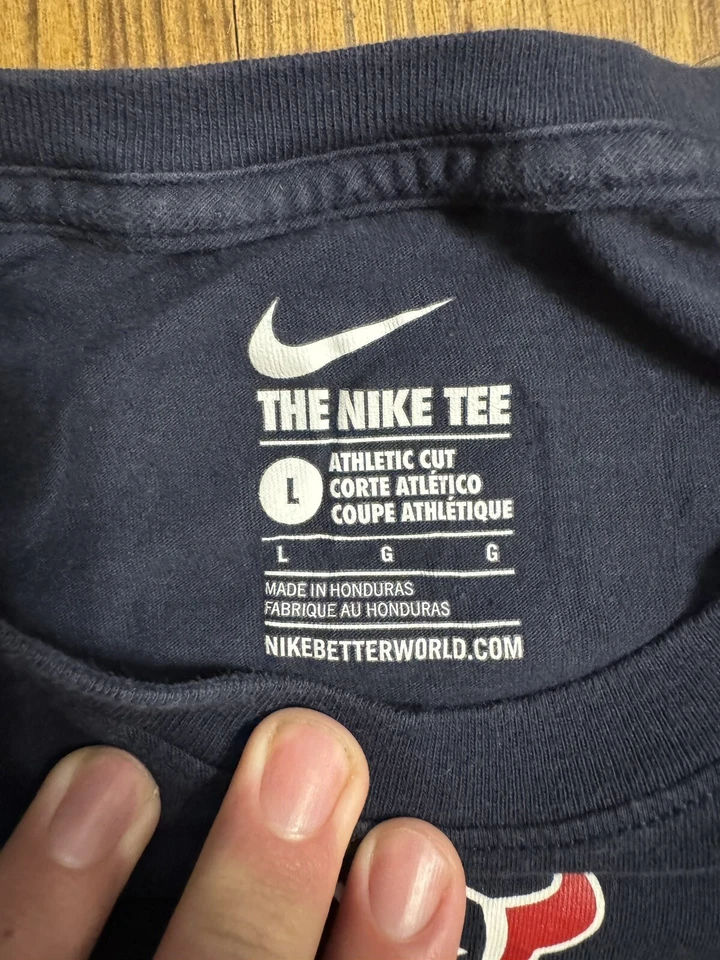 THE NIKE TEE
L
ATHLETIC CUT
CORTE ATLÉTICO
COUPE ATHLÉTIQUE
L G G
MADE IN HONDURAS
FABRIQUE AU HONDURAS
NIKEBETTERWORLD.COM